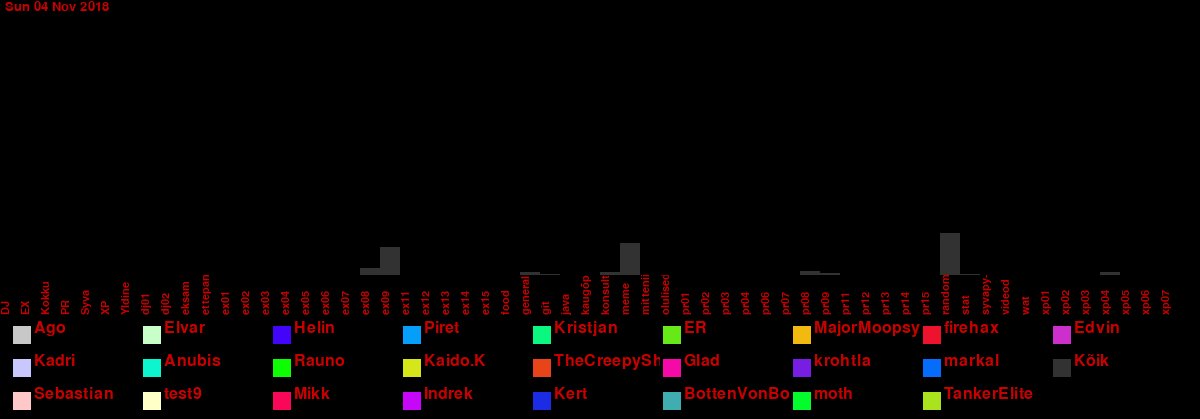 Sun 04 Nov 2018
DJ
EX
Kokku
PR
Syva
XP
Yldine
dj01
dj02
eksam
ettepan
ex01
ex02
ex03
ex04
ex05
ex06
ex07
ex08
ex09
ex11
ex12
ex13
ex14
ex15
food
general
git
java
kaugõp
konsult
meme
mittenii
olulised
pr01
pr02
pr03
pr04
pr06
pr07
pr08
pr09
pr11
pr12
pr13
pr14
pr15
random
stat
syvapy-
videod
wat
xp01
xp02
xp03
xp04
xp05
xp06
xp07
Ago Elvar Helin Piret Kristjan ER MajorMoopsy firehax Edvin
Kadri Anubis Rauno Kaido.K TheCreepySh Glad krohtla markal Kõik
Sebastian test9 Mikk Indrek Kert BottenVonBo moth TankerElite